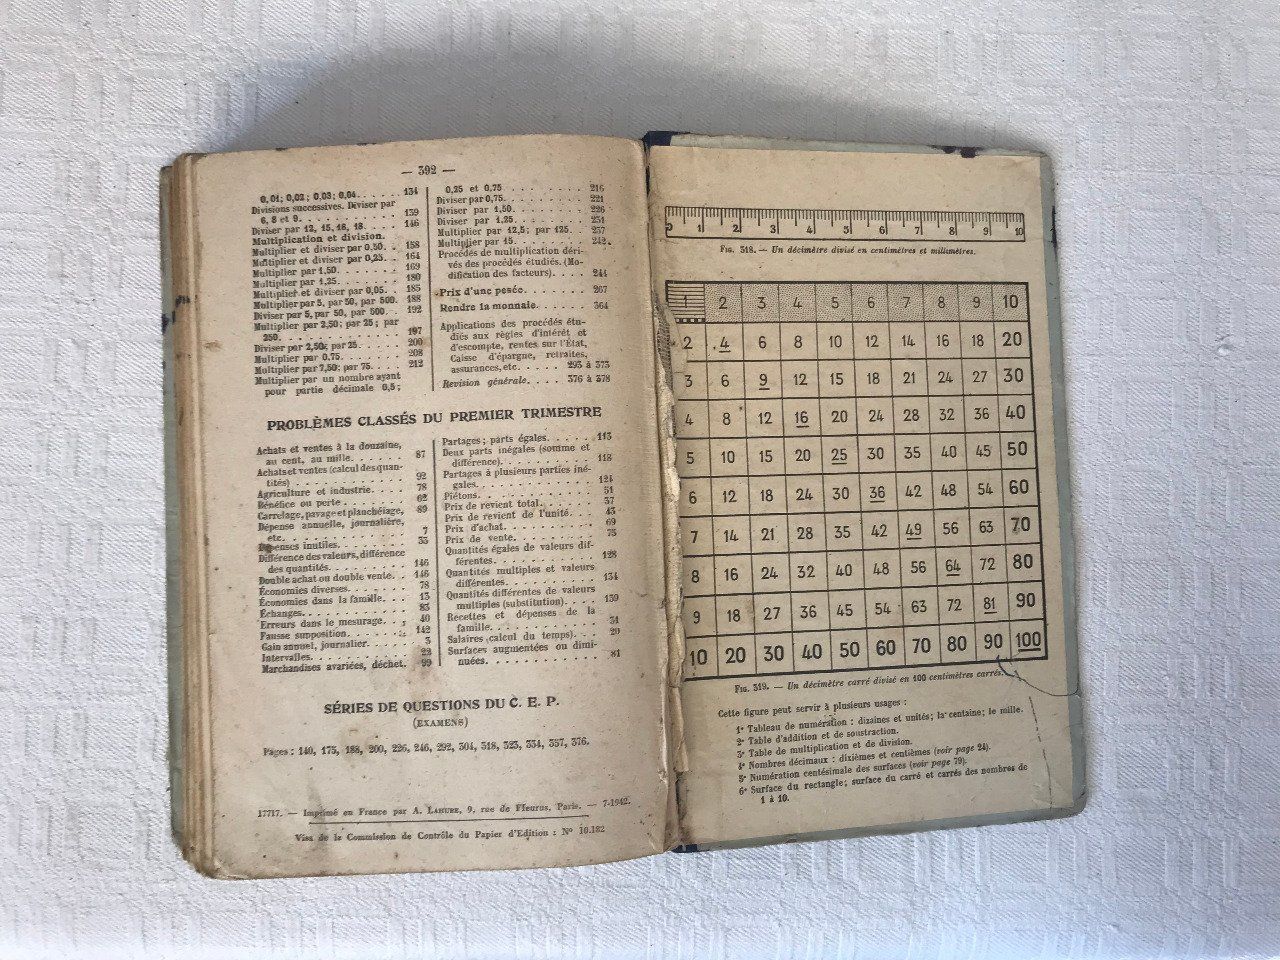 — 392 —
0,01; 0,02; 0,03; 0,04. . . . . . 134
Divisions successives. Diviser par
6, 8 et 9. . . . . . . . . . . . 139
Diviser par 12, 15, 16, 18. . . . 146
Multiplication et division.
Multiplier et diviser par 0,50. . 158
Multiplier et diviser par 0,25. . 164
Multiplier par 1,50. . . . . . . 169
Multiplier par 1,25. . . . . . . 180
Multiplier et diviser par 0,05. . 185
Multiplier par 5, par 50, par 500. 188
Diviser par 5, par 50, par 500. . 192
Multiplier par 2,50; par 25; par
250. . . . . . . . . . . . . . 197
Diviser par 2,50; par 25. . . . . 200
Multiplier par 0,75. . . . . . . 208
Multiplier par 7,50; par 75. . . . 212
Multiplier par un nombre ayant
pour partie décimale 0,5;
0,25 et 0,75 . . . . . . . . . 216
Diviser par 0,75. . . . . . . . . 221
Diviser par 1,50. . . . . . . . . 226
Diviser par 1,25. . . . . . . . . 231
Multiplier par 12,5; par 125. . 237
Multiplier par 15. . . . . . . . 242
Procédés de multiplication déri-
vés des procédés étudiés. (Mo-
dification des facteurs). . . . 244
Prix d'une pesée. . . . . . . . 267
Rendre la monnaie. . . . . . . 364
Applications des procédés étu-
diés aux règles d'intérêt et
d'escompte, rentes sur l'État,
Caisse d'épargne, retraites,
assurances, etc. . . . . . 293 à 373
Revision générale. . . . 376 à 378
PROBLÈMES CLASSÉS DU PREMIER TRIMESTRE
Achats et ventes à la douzaine,
au cent, au mille. . . . . . . 87
Achats et ventes (calcul des quan-
tités) . . . . . . . . . . . . 92
Agriculture et industrie. . . . . 78
Bénéfice ou perte . . . . . . . 62
Carrelage, pavage et planchéiage, 89
Dépense annuelle, journalière,
etc. . . . . . . . . . . . . . 7
Dépenses inutiles. . . . . . . . 33
Différence des valeurs, différence
des quantités. . . . . . . . . 146
Double achat ou double vente. . 146
Économies diverses. . . . . . . 78
Économies dans la famille. . . . 13
Échanges. . . . . . . . . . . . 83
Erreurs dans le mesurage. . . . 40
Fausse supposition. . . . . . . 142
Gain annuel, journalier. . . . . 3
Intervalles. . . . . . . . . . . 23
Marchandises avariées, déchet. 99
Partages; parts égales. . . . . . 113
Deux parts inégales (somme et
différence). . . . . . . . . . 118
Partages à plusieurs parties iné-
gales. . . . . . . . . . . . . 124
Piétons. . . . . . . . . . . . . 51
Prix de revient total. . . . . . . 37
Prix de revient de l'unité. . . . 43
Prix d'achat. . . . . . . . . . . 69
Prix de vente. . . . . . . . . . 75
Quantités égales de valeurs dif-
férentes. . . . . . . . . . . . 128
Quantités multiples et valeurs
différentes. . . . . . . . . . 134
Quantités différentes de valeurs
multiples (substitution). . . . 139
Recettes et dépenses de la
famille. . . . . . . . . . . . 31
Salaires (calcul du temps). . . . 20
Surfaces augmentées ou dimi-
nuées. . . . . . . . . . . . . 81
SÉRIES DE QUESTIONS DU C. E. P.
(EXAMENS)
Pages : 140, 173, 188, 200, 226, 246, 292, 304, 318, 323, 334, 357, 376.
17717. — Imprimé en France par A. LAHURE, 9, rue de Fleurus, Paris. — 7-1942.
Visa de la Commission de Contrôle du Papier d'Edition : N° 10.182
0 1 2 3 4 5 6 7 8 9 10
FIG. 318. — Un décimètre divisé en centimètres et millimètres.
1 2 3 4 5 6 7 8 9 10
2 4 6 8 10 12 14 16 18 20
3 6 9 12 15 18 21 24 27 30
4 8 12 16 20 24 28 32 36 40
5 10 15 20 25 30 35 40 45 50
6 12 18 24 30 36 42 48 54 60
7 14 21 28 35 42 49 56 63 70
8 16 24 32 40 48 56 64 72 80
9 18 27 36 45 54 63 72 81 90
10 20 30 40 50 60 70 80 90 100
FIG. 319. — Un décimètre carré divisé en 100 centimètres carrés.
Cette figure peut servir à plusieurs usages :
1° Tableau de numération : dizaines et unités; la centaine; le mille.
2° Table d'addition et de soustraction.
3° Table de multiplication et de division.
4° Nombres décimaux : dixièmes et centièmes (voir page 24).
5° Numération centésimale des surfaces (voir page 79).
6° Surface du rectangle; surface du carré et carrés des nombres de
1 à 10.